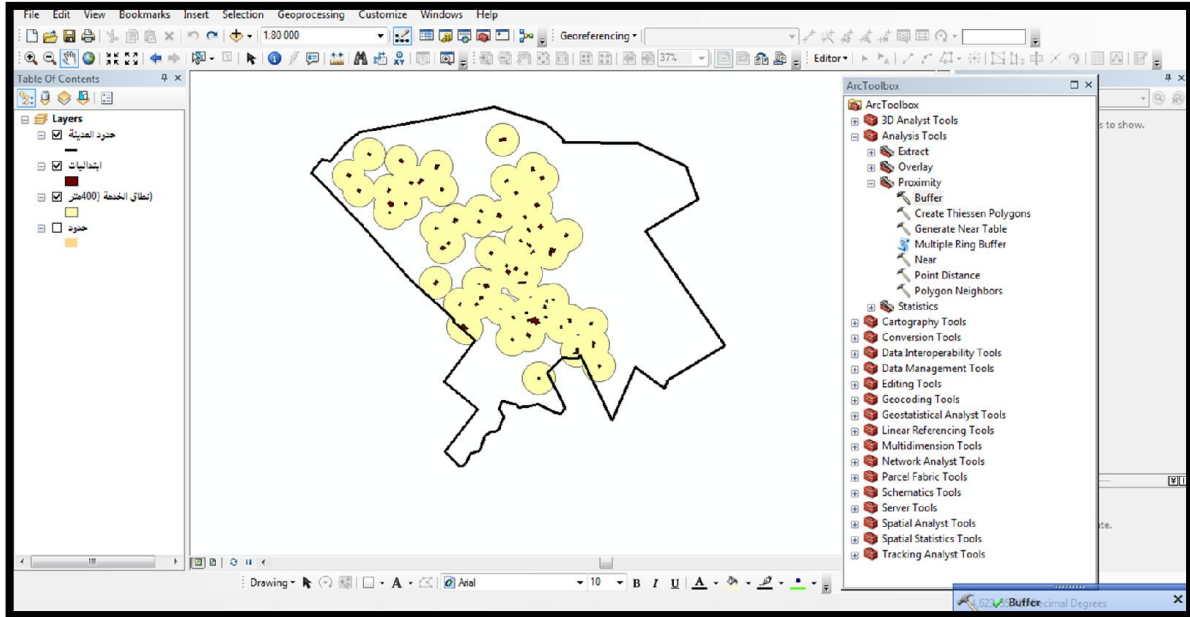 File Edit View Bookmarks Insert Selection Geoprocessing Customize Windows Help
1:80 000
Georeferencing
37%
Editor
Table Of Contents
Layers
حدود المدينة
ابتدائيات
نطاق الخدمة (400متر)
حدود
ArcToolbox
ArcToolbox
3D Analyst Tools
Analysis Tools
Extract
Overlay
Proximity
Buffer
Create Thiessen Polygons
Generate Near Table
Multiple Ring Buffer
Near
Point Distance
Polygon Neighbors
Statistics
Cartography Tools
Conversion Tools
Data Interoperability Tools
Data Management Tools
Editing Tools
Geocoding Tools
Geostatistical Analyst Tools
Linear Referencing Tools
Multidimension Tools
Network Analyst Tools
Parcel Fabric Tools
Schematics Tools
Server Tools
Spatial Analyst Tools
Spatial Statistics Tools
Tracking Analyst Tools
s to show.
ate.
Drawing
A
Arial
10
B I U A
Buffer
Decimal Degrees